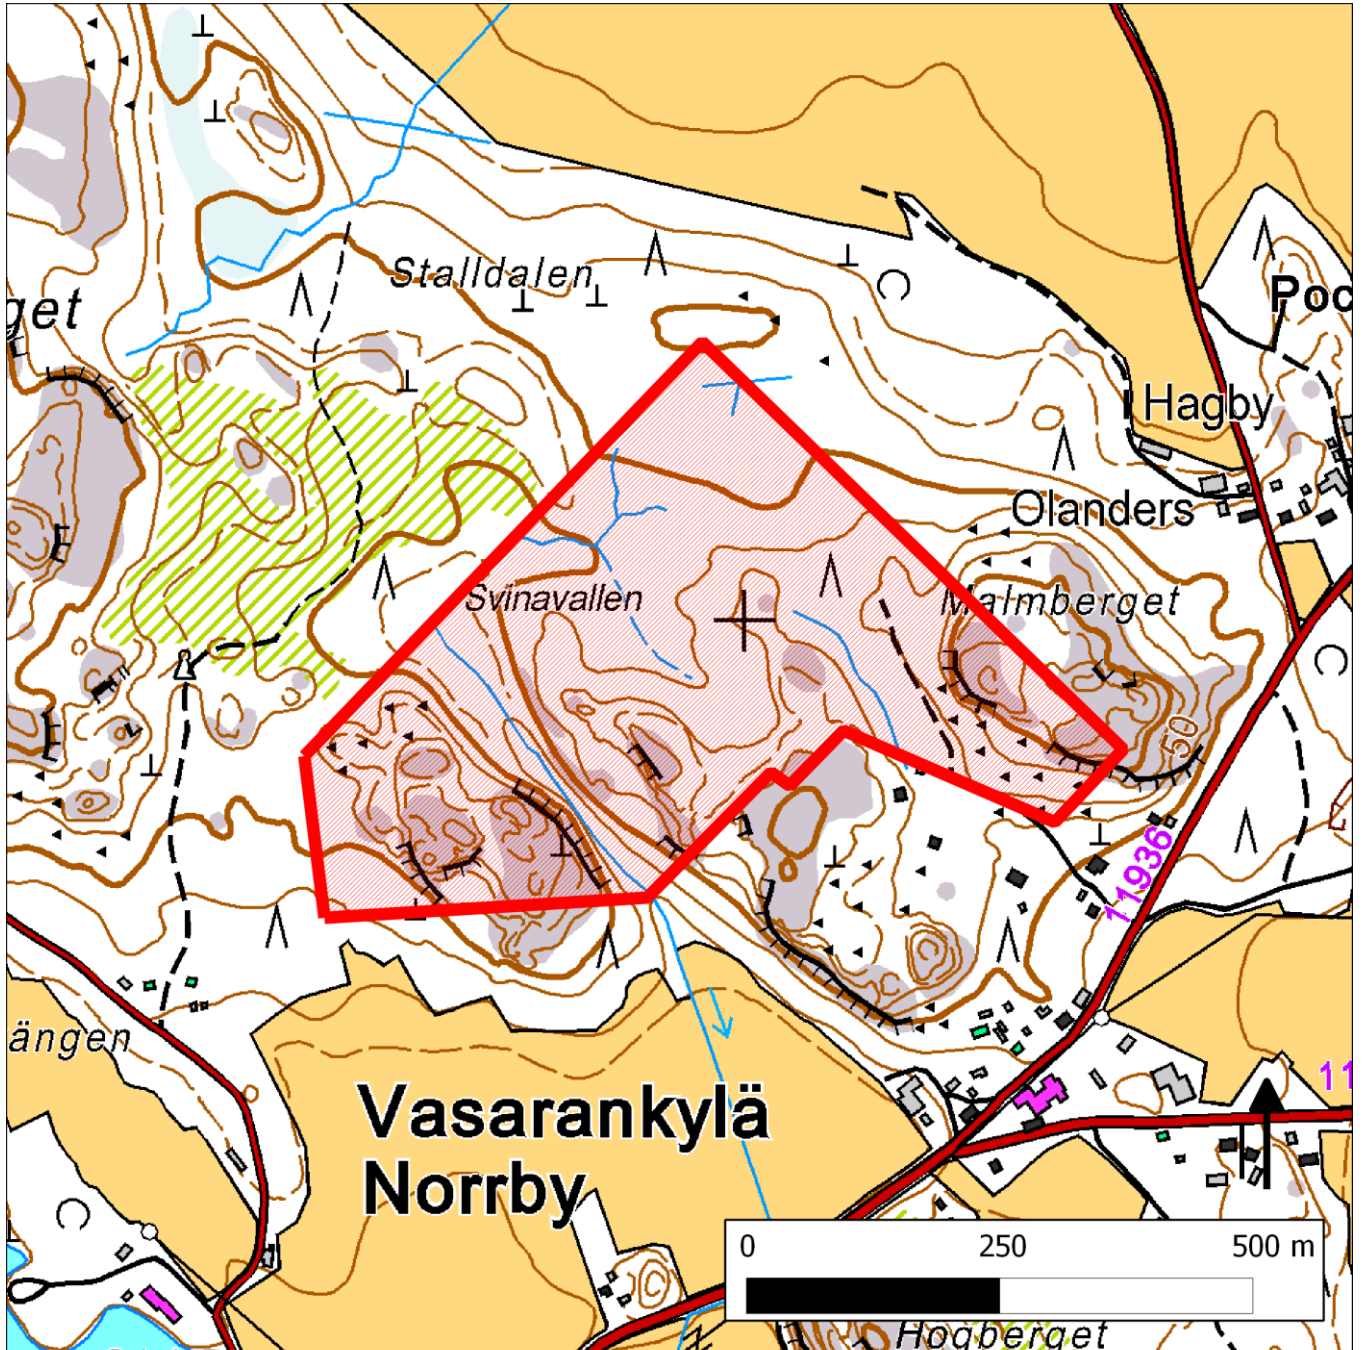 Stalldalen
get
Poc
Hagby
Olanders
Svinavallen
Malmberget
50
11936
ängen
11
Vasarankylä
Norrby
0 250 500 m
Högberget